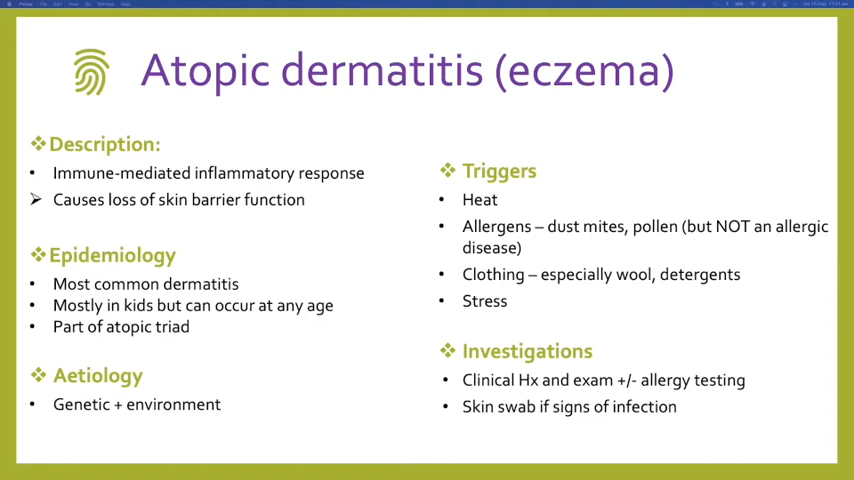 Atopic dermatitis (eczema)
❖Description:
• Immune-mediated inflammatory response
➢ Causes loss of skin barrier function
❖Epidemiology
• Most common dermatitis
• Mostly in kids but can occur at any age
• Part of atopic triad
❖ Aetiology
• Genetic + environment
❖ Triggers
• Heat
• Allergens – dust mites, pollen (but NOT an allergic
disease)
• Clothing – especially wool, detergents
• Stress
❖ Investigations
• Clinical Hx and exam +/- allergy testing
• Skin swab if signs of infection